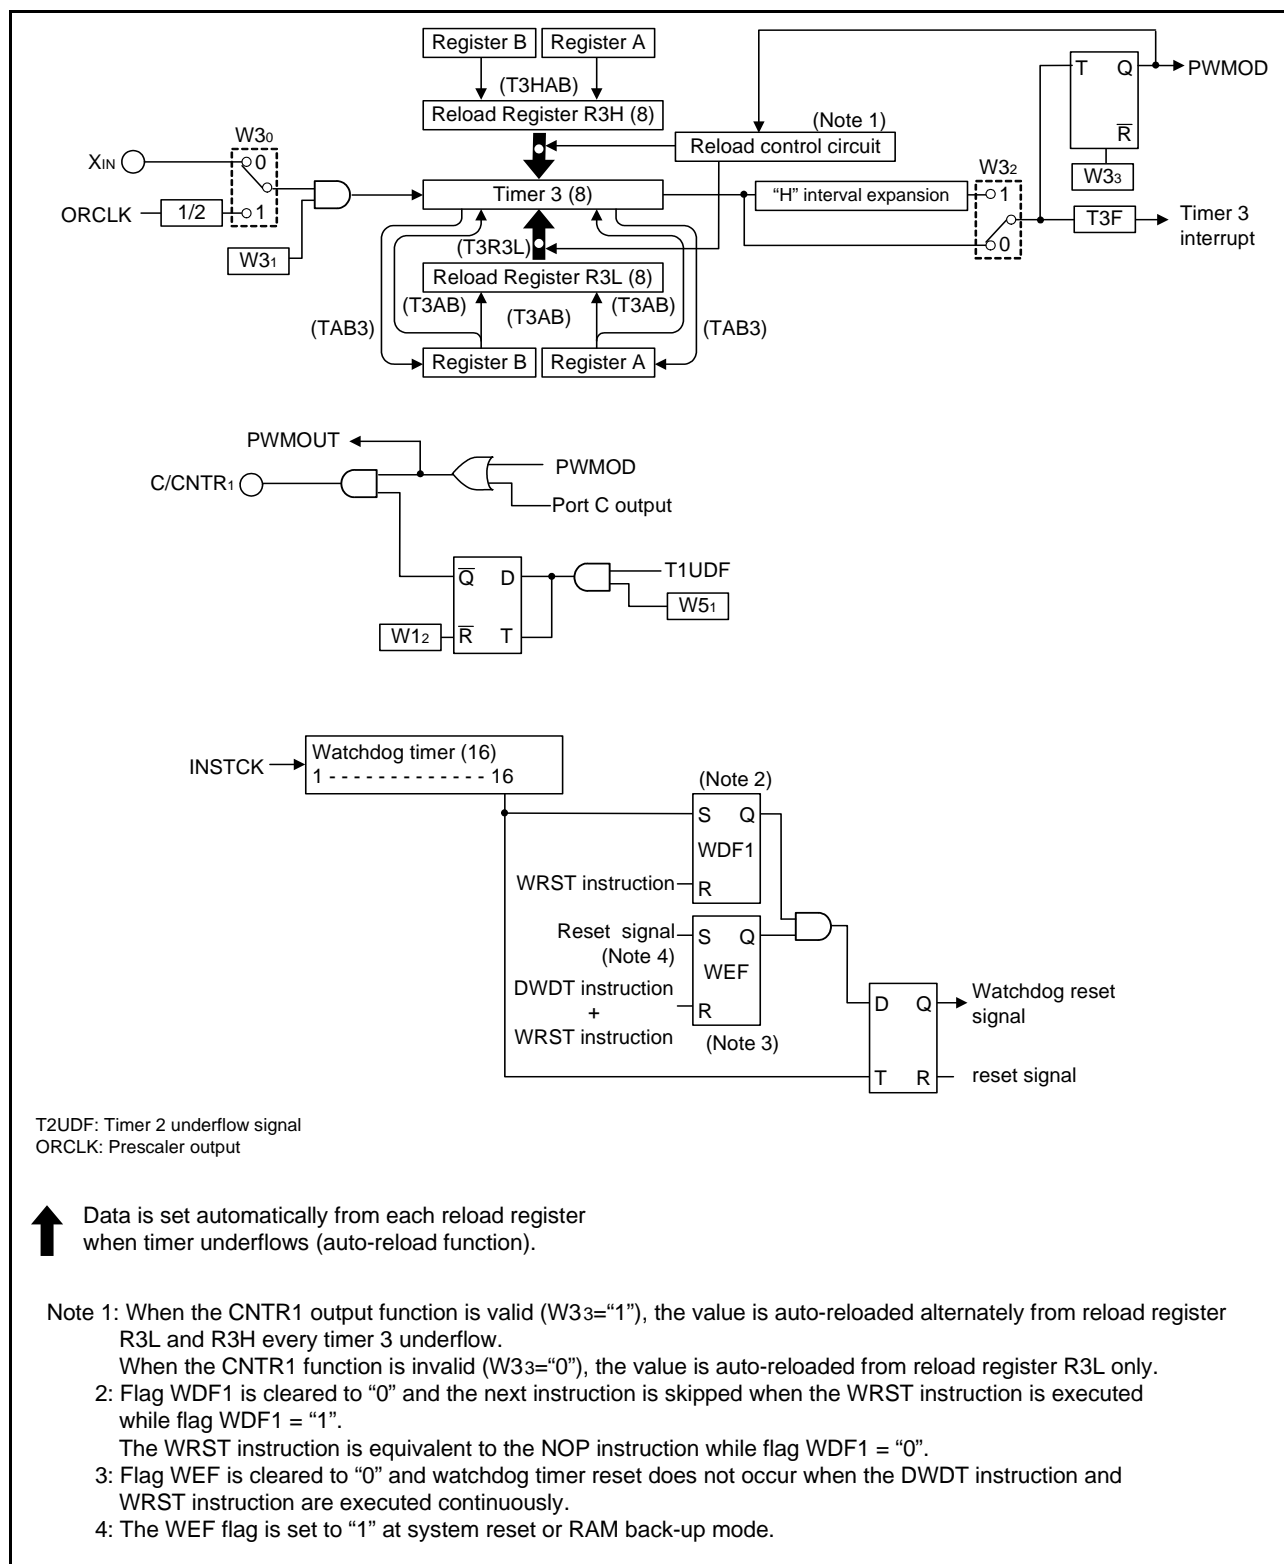 Register B Register A
(T3HAB)
Reload Register R3H (8)
(Note 1)
Reload control circuit
T Q PWMOD
R
W33
W30
XIN 0
ORCLK 1/2 1
W31
Timer 3 (8)
"H" interval expansion
W32
1
0
T3F
Timer 3
interrupt
(T3R3L)
Reload Register R3L (8)
(T3AB) (T3AB) (T3AB)
(TAB3) (TAB3)
Register B Register A
PWMOUT
C/CNTR1
PWMOD
Port C output
Q D
R T
W12
T1UDF
W51
INSTCK
Watchdog timer (16)
1 - - - - - - - - - - - - - 16
(Note 2)
S Q
WDF1
R
WRST instruction
Reset signal
(Note 4)
S Q
WEF
R
DWDT instruction
+
WRST instruction
(Note 3)
D Q
T R
Watchdog reset
signal
reset signal
T2UDF: Timer 2 underflow signal
ORCLK: Prescaler output
Data is set automatically from each reload register
when timer underflows (auto-reload function).
Note 1: When the CNTR1 output function is valid (W33=“1”), the value is auto-reloaded alternately from reload register
R3L and R3H every timer 3 underflow.
When the CNTR1 function is invalid (W33=“0”), the value is auto-reloaded from reload register R3L only.
2: Flag WDF1 is cleared to “0” and the next instruction is skipped when the WRST instruction is executed
while flag WDF1 = “1”.
The WRST instruction is equivalent to the NOP instruction while flag WDF1 = “0”.
3: Flag WEF is cleared to “0” and watchdog timer reset does not occur when the DWDT instruction and
WRST instruction are executed continuously.
4: The WEF flag is set to “1” at system reset or RAM back-up mode.